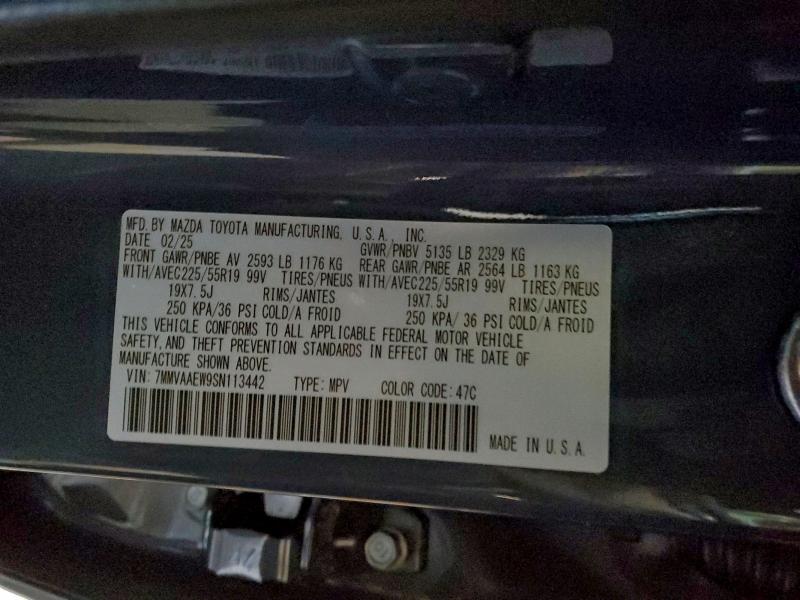 MFD. BY MAZDA TOYOTA MANUFACTURING, U.S.A., INC.
DATE 02/25 GVWR/PNBV 5135 LB 2329 KG
FRONT GAWR/PNBE AV 2593 LB 1176 KG REAR GAWR/PNBE AR 2564 LB 1163 KG
WITH/AVEC225/55R19 99V TIRES/PNEUS WITH/AVEC225/55R19 99V TIRES/PNEUS
19X7.5J RIMS/JANTES 19X7.5J RIMS/JANTES
250 KPA/36 PSI COLD/A FROID 250 KPA/ 36 PSI COLD/A FROID
THIS VEHICLE CONFORMS TO ALL APPLICABLE FEDERAL MOTOR VEHICLE
SAFETY, AND THEFT PREVENTION STANDARDS IN EFFECT ON THE DATE OF
MANUFACTURE SHOWN ABOVE.
VIN: 7MMVAAEW9SN113442 TYPE: MPV COLOR CODE: 47C
MADE IN U.S.A.